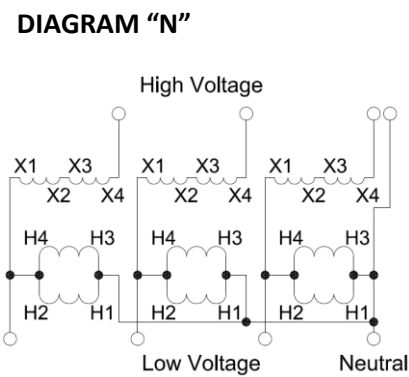 DIAGRAM “N”
High Voltage
X1 X3 X1 X3 X1 X3
X2 X4 X2 X4 X2 X4
H4 H3 H4 H3 H4 H3
H2 H1 H2 H1 H2 H1
Low Voltage Neutral